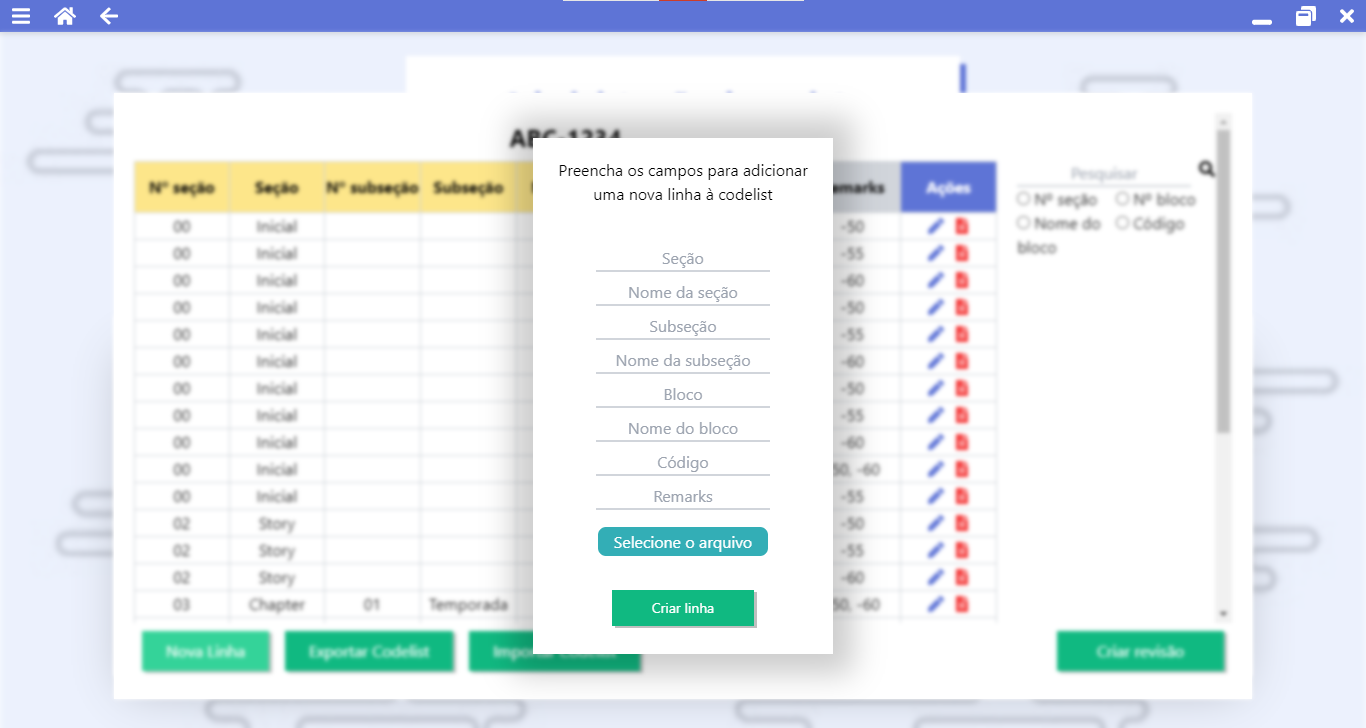 ABC-1234
Preencha os campos para adicionar
uma nova linha à codelist
Nº seção Seção Nº subseção Subseção Remarks Ações
Pesquisar
Nº seção Nº bloco
Nome do bloco Código
00 Inicial -50
00 Inicial -55
00 Inicial -60
00 Inicial -50
00 Inicial -55
00 Inicial -60
00 Inicial -50
00 Inicial -55
00 Inicial -60
00 Inicial 50, -60
00 Inicial -55
02 Story -50
02 Story -55
02 Story -60
03 Chapter 01 Temporada 50, -60
Seção
Nome da seção
Subseção
Nome da subseção
Bloco
Nome do bloco
Código
Remarks
Selecione o arquivo
Criar linha
Nova Linha Exportar Codelist Importar Codelist Criar revisão